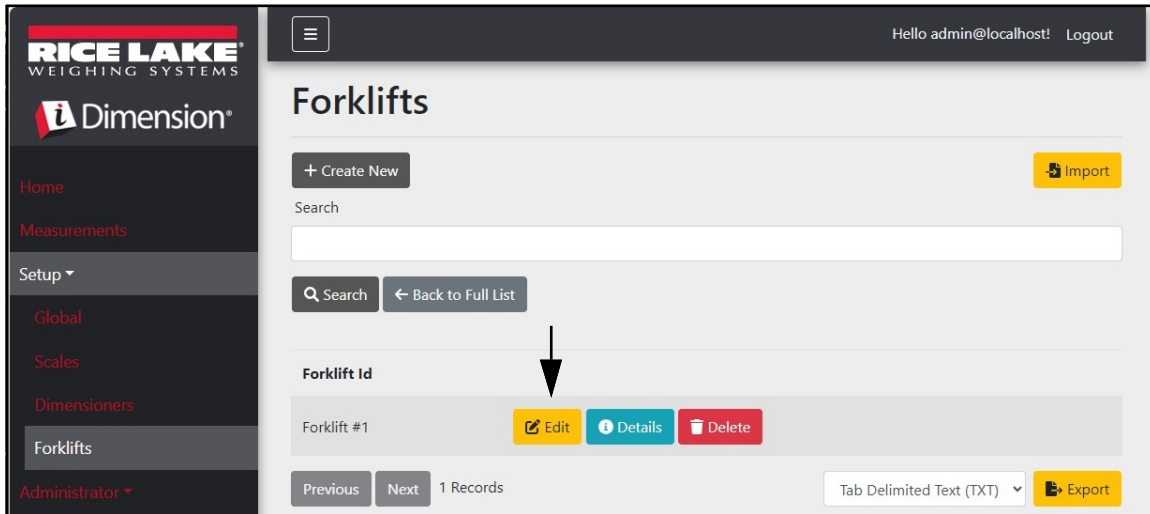 RICE LAKE®
WEIGHING SYSTEMS
i Dimension®
Home
Measurements
Setup
Global
Scales
Dimensioners
Forklifts
Administrator
Hello admin@localhost! Logout
Forklifts
+ Create New
Import
Search
Search
Back to Full List
Forklift Id
Forklift #1
Edit
Details
Delete
Previous
Next
1 Records
Tab Delimited Text (TXT)
Export